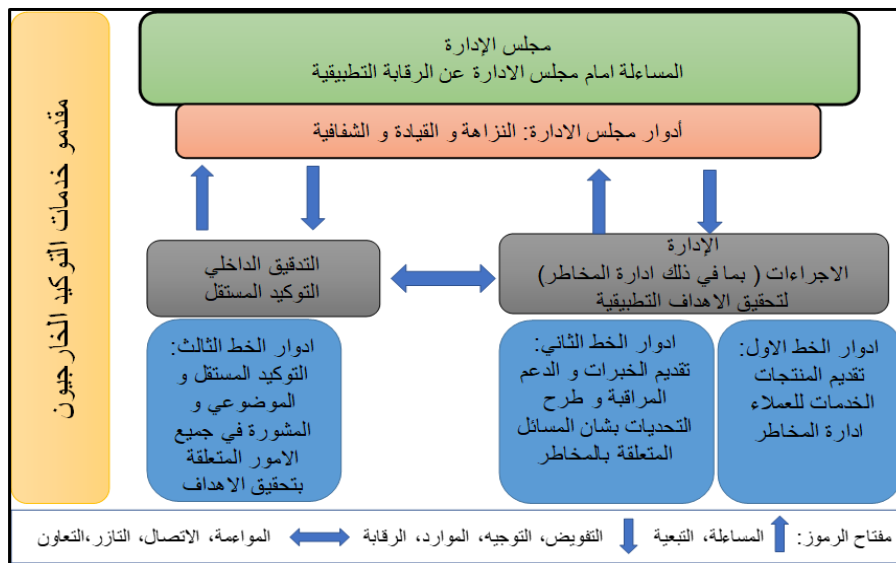 مجلس الإدارة
المساءلة امام مجلس الادارة عن الرقابة التطبيقية
أدوار مجلس الادارة: النزاهة و القيادة و الشفافية
الإدارة
الاجراءات ( بما في ذلك ادارة المخاطر)
لتحقيق الاهداف التطبيقية
التدقيق الداخلي
التوكيد المستقل
ادوار الخط الاول:
تقديم المنتجات
الخدمات للعملاء
ادارة المخاطر
ادوار الخط الثاني:
تقديم الخبرات و الدعم
المراقبة و طرح
التحديات بشان المسائل
المتعلقة بالمخاطر
ادوار الخط الثالث:
التوكيد المستقل و
الموضوعي و
المشورة في جميع
الامور المتعلقة
بتحقيق الاهداف
مقدمو خدمات التوكيد الخارجيون
مفتاح الرموز: المساءلة، التبعية التفويض، التوجيه، الموارد، الرقابة المواءمة، الاتصال، التازر،التعاون